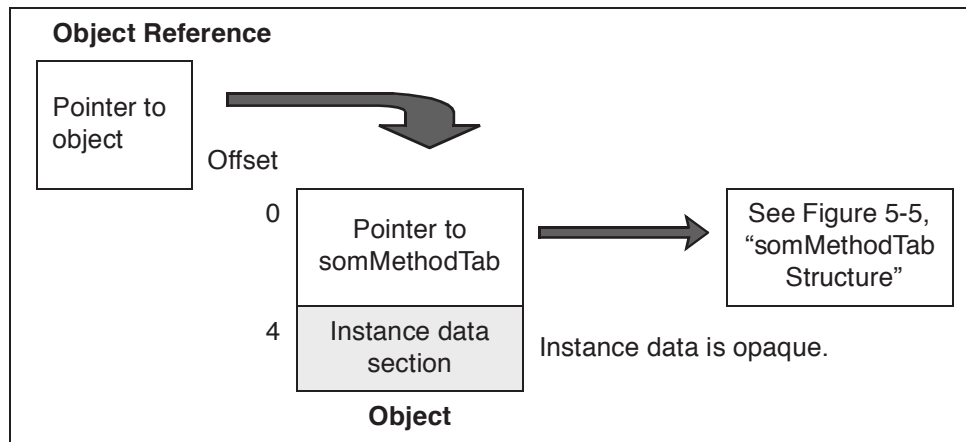 Object Reference
Pointer to
object
Offset
0
Pointer to
somMethodTab
See Figure 5-5,
“somMethodTab
Structure”
4
Instance data
section
Instance data is opaque.
Object